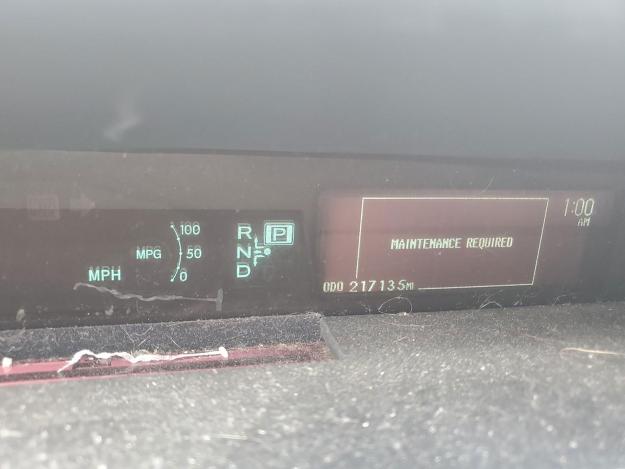 1:00
AM
R P
100
MPG 50
N
MAINTENANCE REQUIRED
MPH 0
D
ODO 217135MI